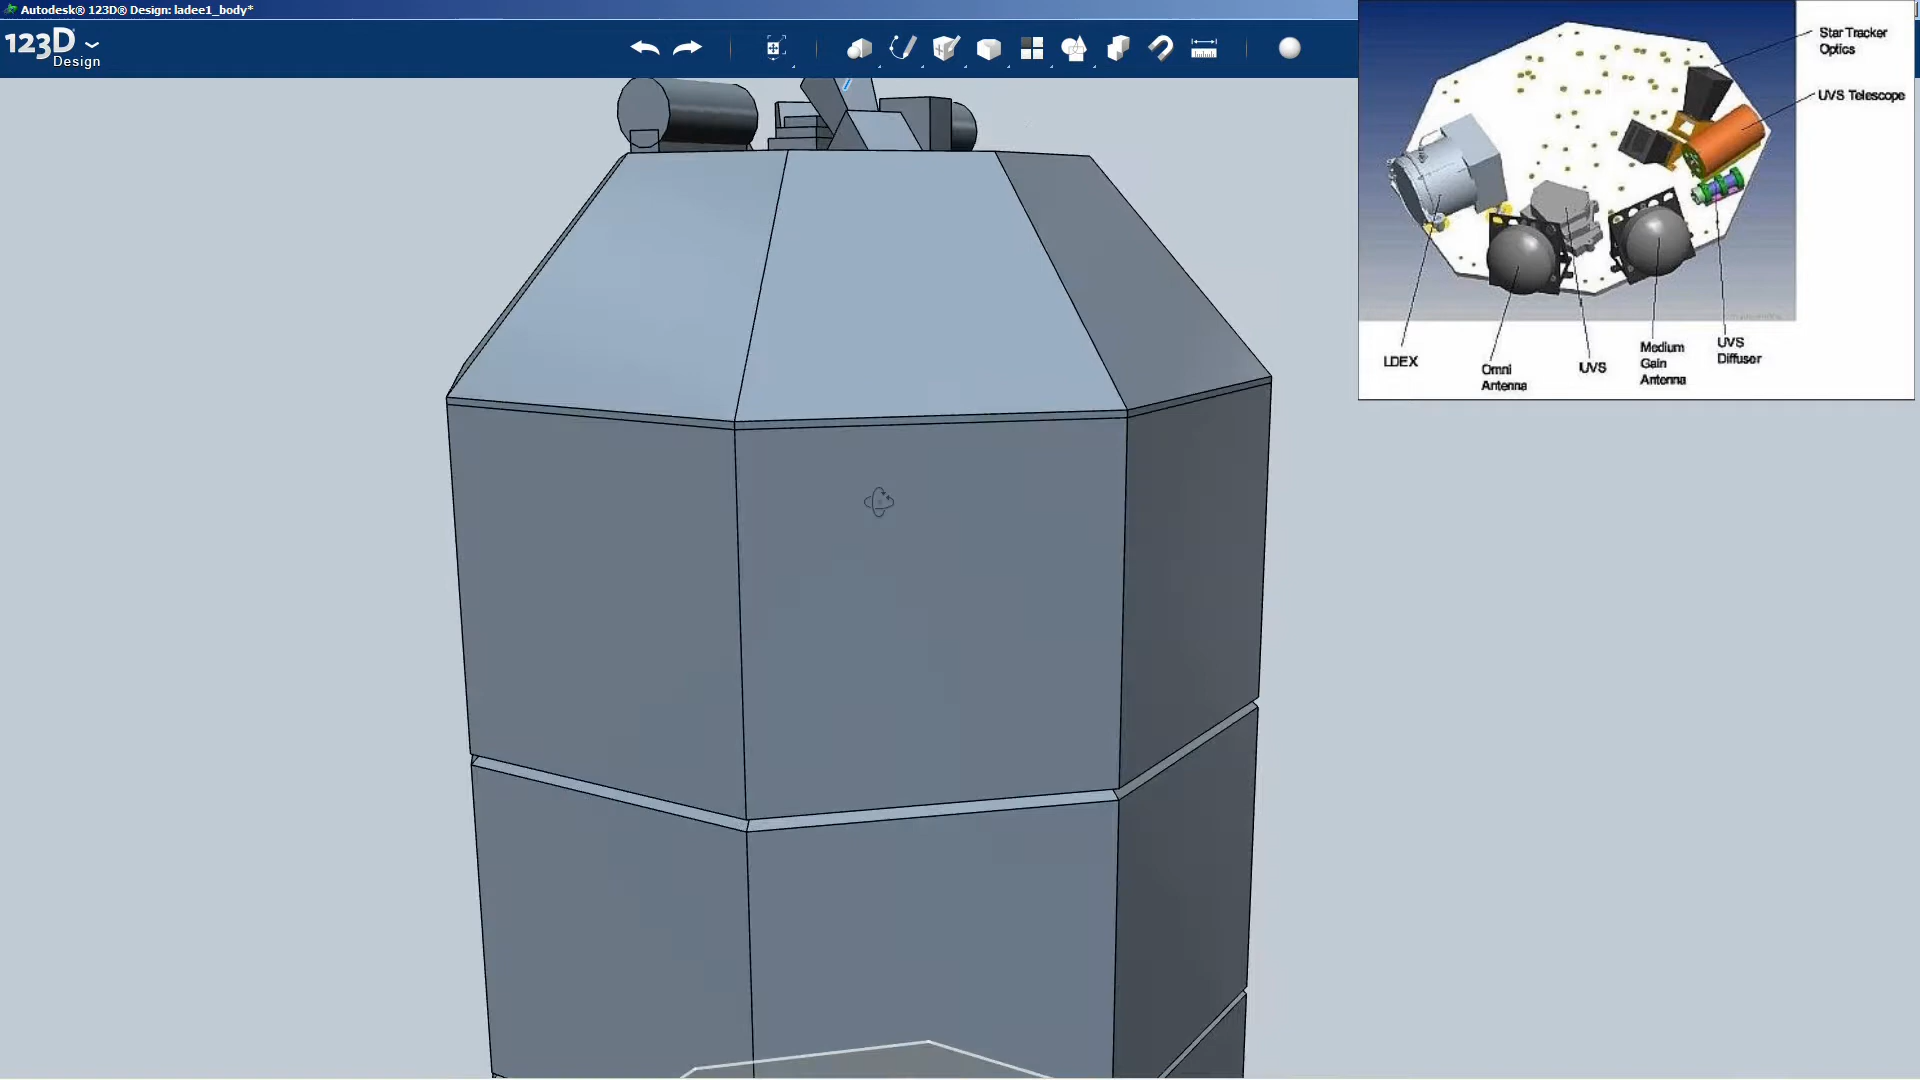 Autodesk® 123D® Design: ladee1_body*
123D
Design
Star Tracker
Optics
UVS Telescope
LDEX
Omni
Antenna
UVS
Medium
Gain
Antenna
UVS
Diffuser